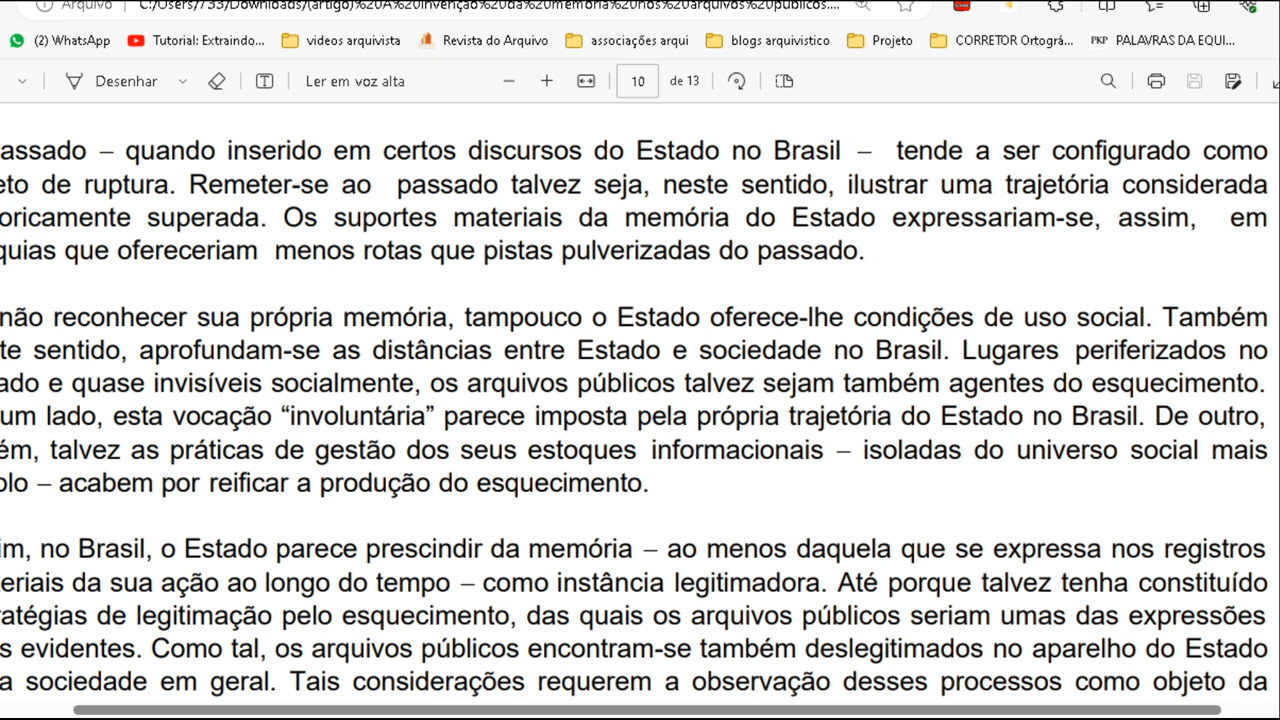 Arquivo C:/Users/733/Downloads/(artigo)%20A%20invenção%20da%20memória%20nos%20arquivos%20públicos....
(2) WhatsApp Tutorial: Extraindo... videos arquivista Revista do Arquivo associações arqui blogs arquivistico Projeto CORRETOR Ortográ... PKP PALAVRAS DA EQUI...
Desenhar Ler em voz alta 10 de 13
assado – quando inserido em certos discursos do Estado no Brasil – tende a ser configurado como
eto de ruptura. Remeter-se ao passado talvez seja, neste sentido, ilustrar uma trajetória considerada
oricamente superada. Os suportes materiais da memória do Estado expressariam-se, assim, em
quias que ofereceriam menos rotas que pistas pulverizadas do passado.
não reconhecer sua própria memória, tampouco o Estado oferece-lhe condições de uso social. Também
te sentido, aprofundam-se as distâncias entre Estado e sociedade no Brasil. Lugares periferizados no
ado e quase invisíveis socialmente, os arquivos públicos talvez sejam também agentes do esquecimento.
um lado, esta vocação “involuntária” parece imposta pela própria trajetória do Estado no Brasil. De outro,
ém, talvez as práticas de gestão dos seus estoques informacionais – isoladas do universo social mais
plo – acabem por reificar a produção do esquecimento.
im, no Brasil, o Estado parece prescindir da memória – ao menos daquela que se expressa nos registros
eriais da sua ação ao longo do tempo – como instância legitimadora. Até porque talvez tenha constituído
ratégias de legitimação pelo esquecimento, das quais os arquivos públicos seriam umas das expressões
s evidentes. Como tal, os arquivos públicos encontram-se também deslegitimados no aparelho do Estado
a sociedade em geral. Tais considerações requerem a observação desses processos como objeto da